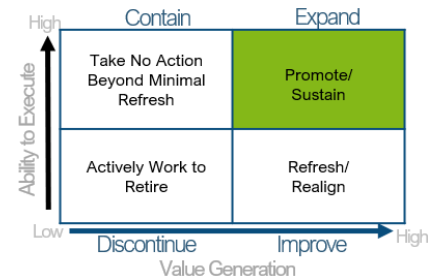 Contain
Expand
High
Take No Action
Beyond Minimal
Refresh
Promote/
Sustain
Ability to Execute
Actively Work to
Retire
Refresh/
Realign
Low
High
Discontinue
Improve
Value Generation